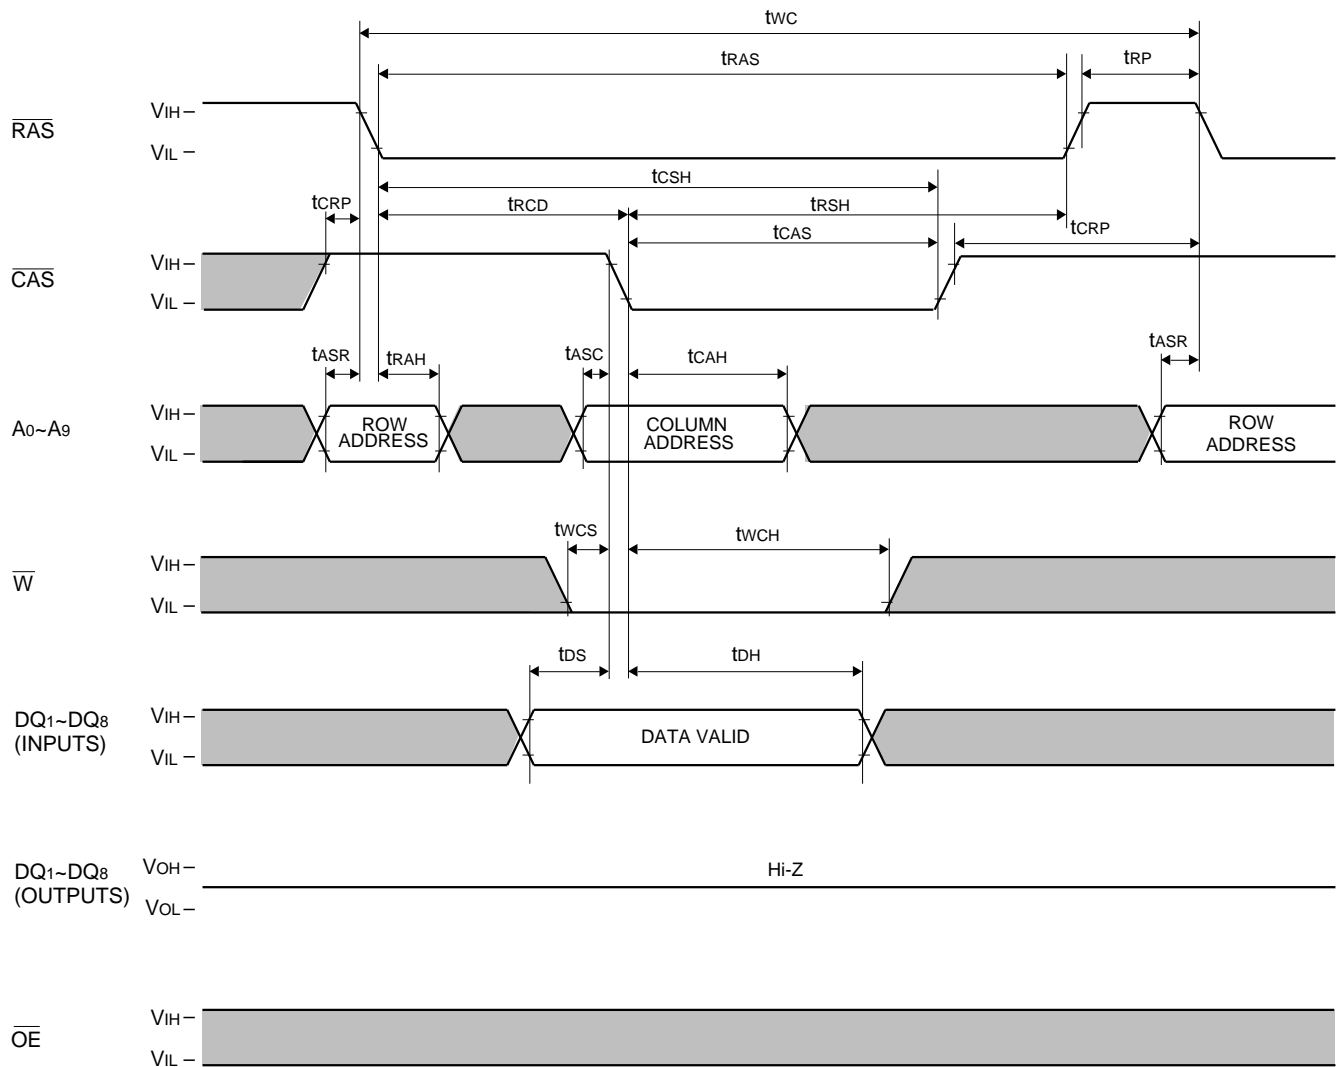 tWC
tRAS
tRP
RAS
VIH
VIL
tCSH
tCRP
tRCD
tRSH
tCAS
tCRP
CAS
VIH
VIL
tASR
tRAH
tASC
tCAH
tASR
A0~A9
VIH
VIL
ROW
ADDRESS
COLUMN
ADDRESS
ROW
ADDRESS
tWCS
tWCH
W
VIH
VIL
tDS
tDH
DQ1~DQ8
(INPUTS)
VIH
VIL
DATA VALID
DQ1~DQ8
(OUTPUTS)
VOH
VOL
Hi-Z
OE
VIH
VIL